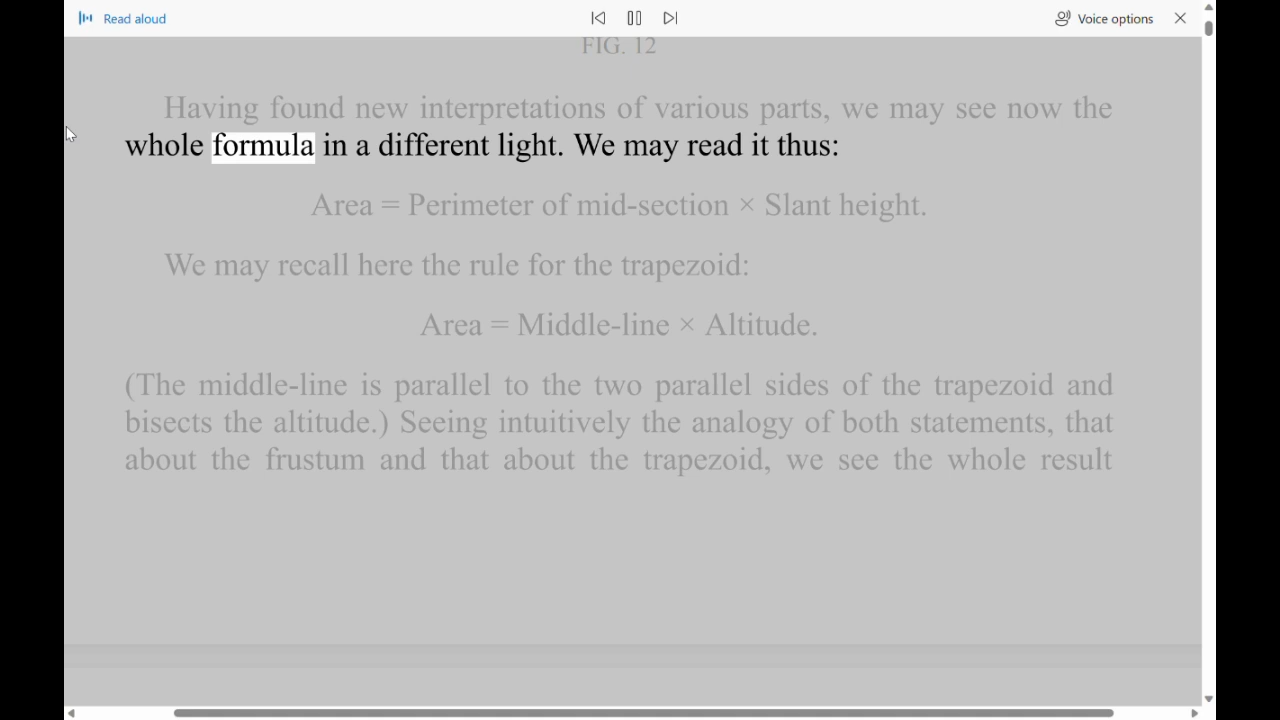 Read aloud
Voice options
FIG. 12
Having found new interpretations of various parts, we may see now the
whole formula in a different light. We may read it thus:
Area = Perimeter of mid-section × Slant height.
We may recall here the rule for the trapezoid:
Area = Middle-line × Altitude.
(The middle-line is parallel to the two parallel sides of the trapezoid and
bisects the altitude.) Seeing intuitively the analogy of both statements, that
about the frustum and that about the trapezoid, we see the whole result